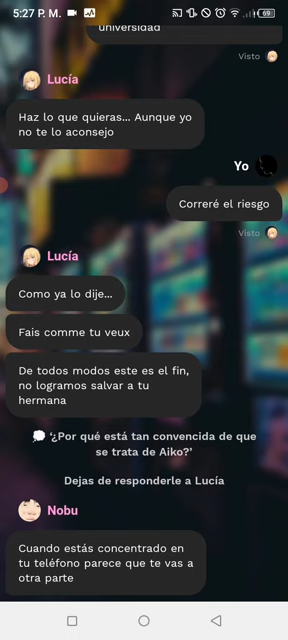 5:27 P. M.
69
universidad
Visto
Lucía
Haz lo que quieras... Aunque yo
no te lo aconsejo
Yo
Correré el riesgo
Visto
Lucía
Como ya lo dije...
Fais comme tu veux
De todos modos este es el fin,
no logramos salvar a tu
hermana
💭 '¿Por qué está tan convencida de que
se trata de Aiko?'
Dejas de responderle a Lucía
Nobu
Cuando estás concentrado en
tu teléfono parece que te vas a
otra parte